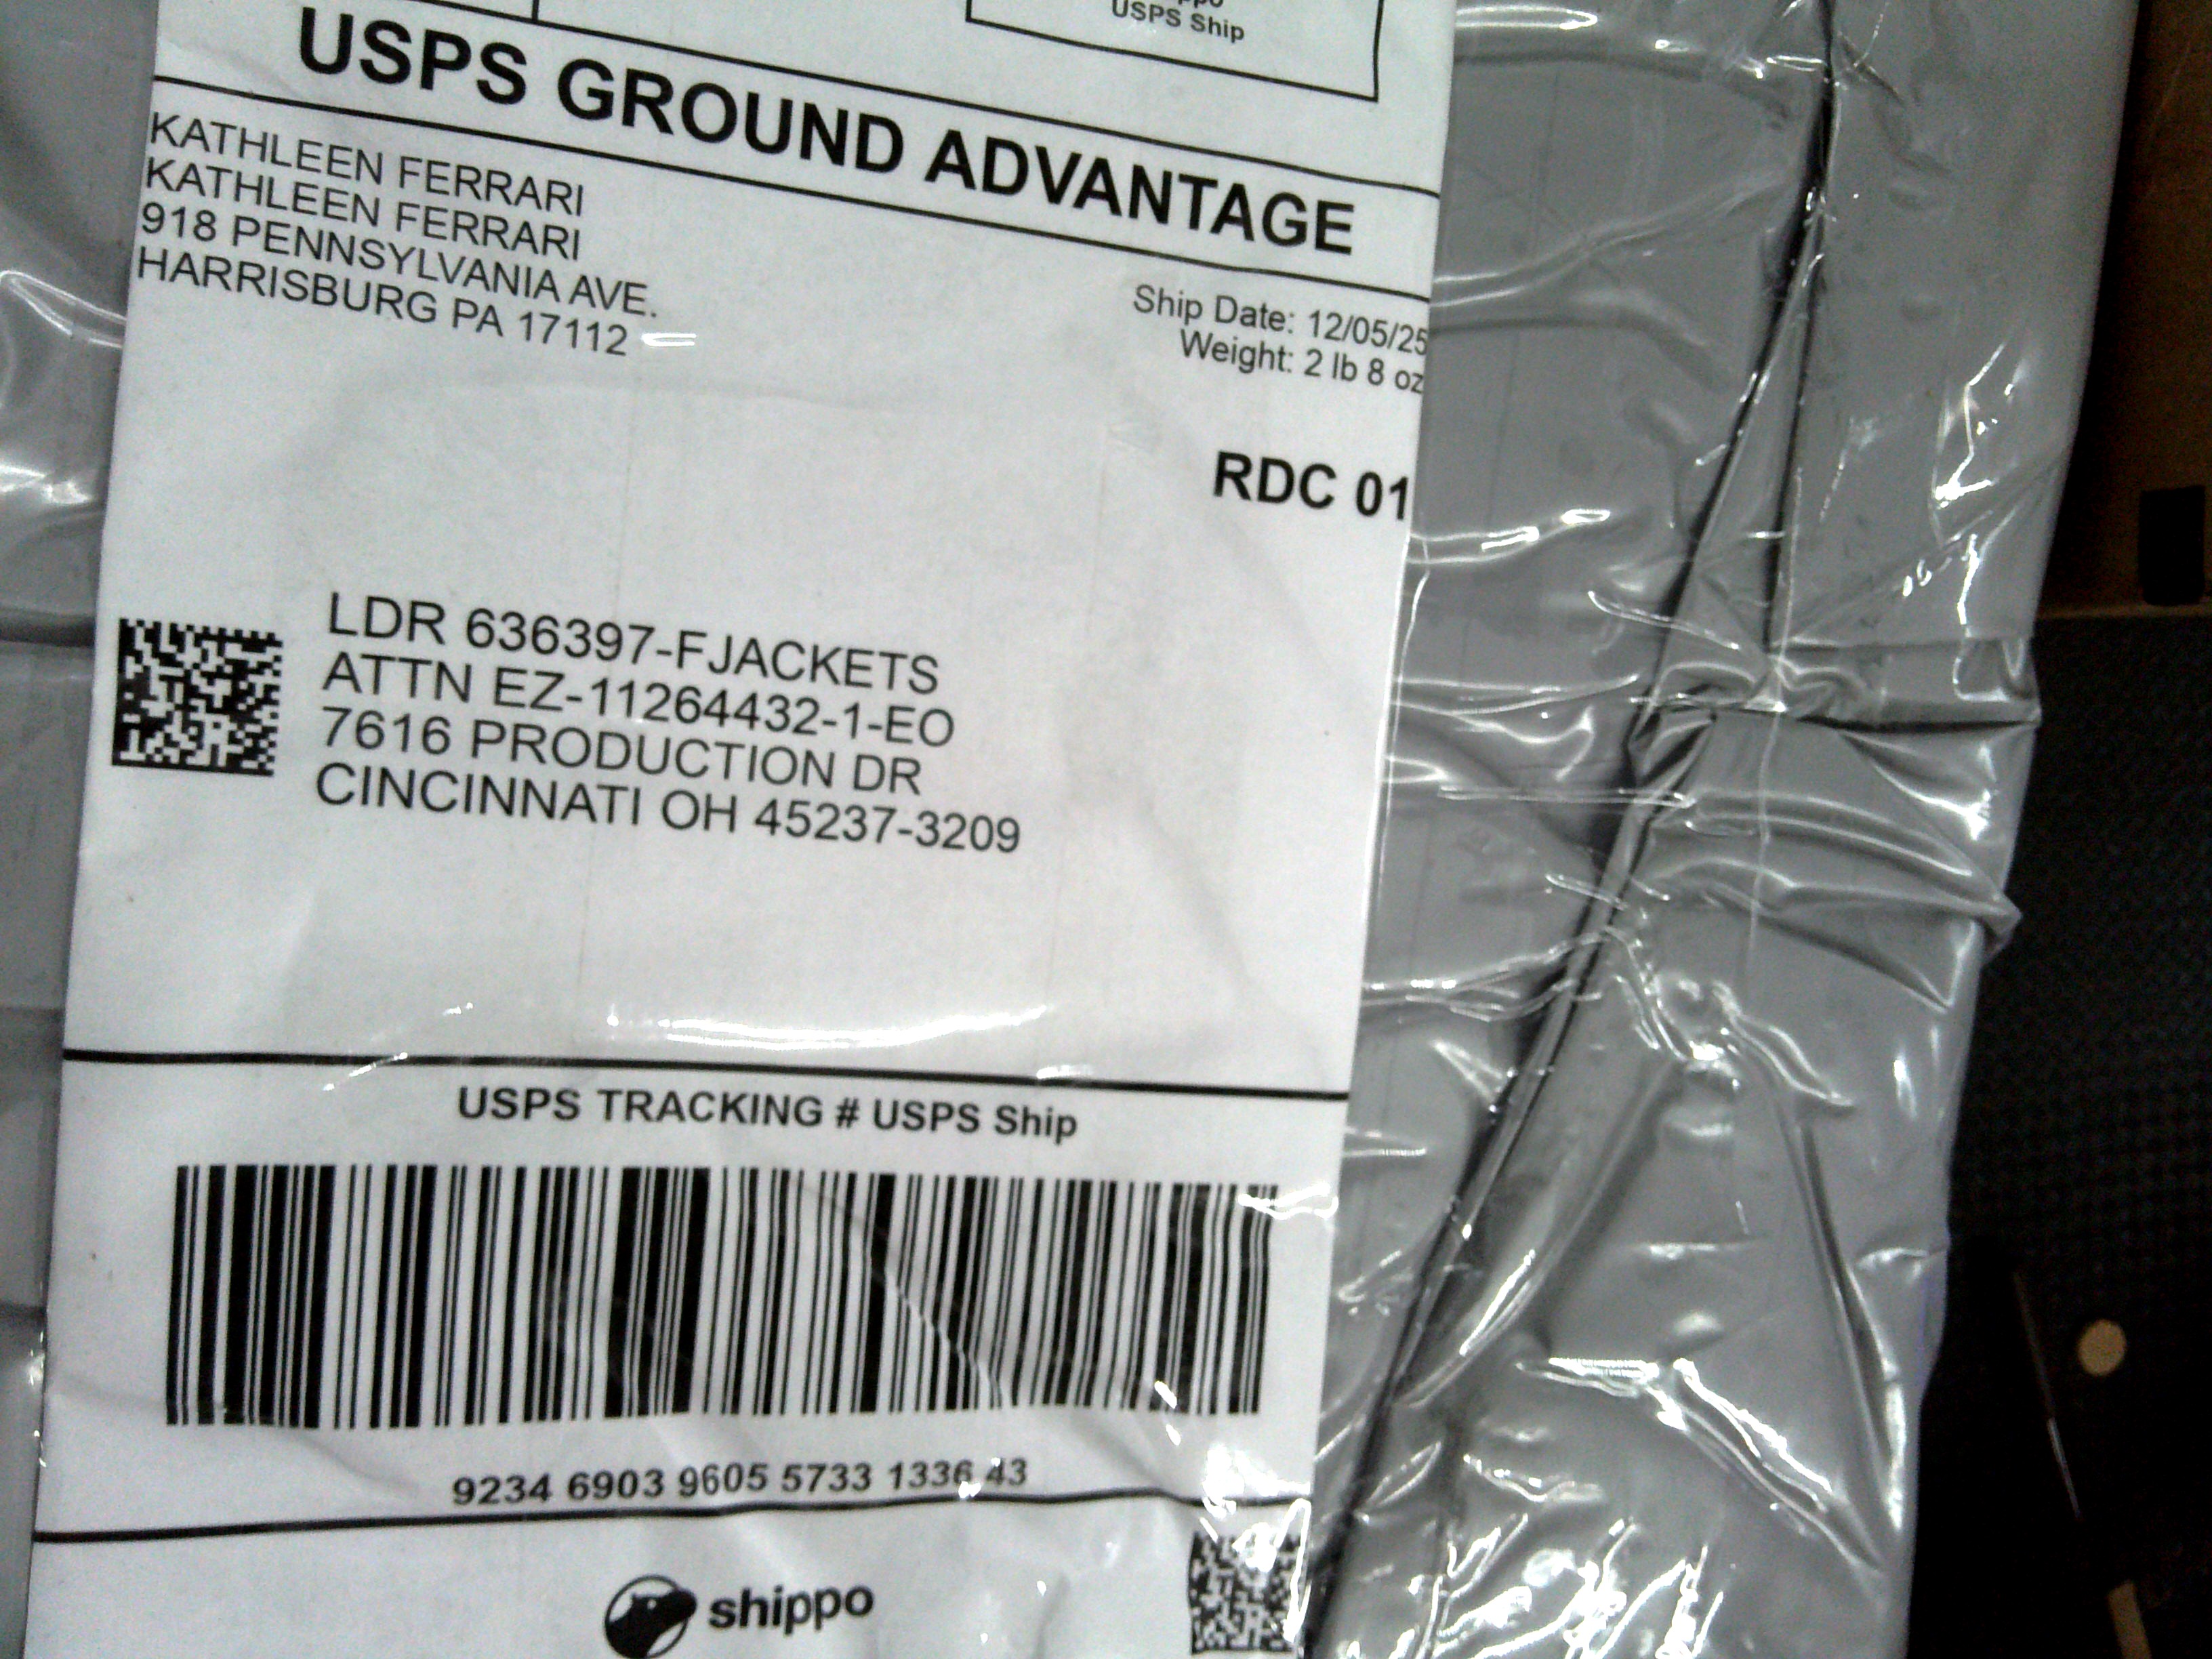 USPS Ship
USPS GROUND ADVANTAGE
KATHLEEN FERRARI
KATHLEEN FERRARI
918 PENNSYLVANIA AVE.
HARRISBURG PA 17112
Ship Date: 12/05/25
Weight: 2 lb 8 oz
RDC 01
LDR 636397-FJACKETS
ATTN EZ-11264432-1-EO
7616 PRODUCTION DR
CINCINNATI OH 45237-3209
USPS TRACKING # USPS Ship
9234 6903 9605 5733 1336 43
shippo